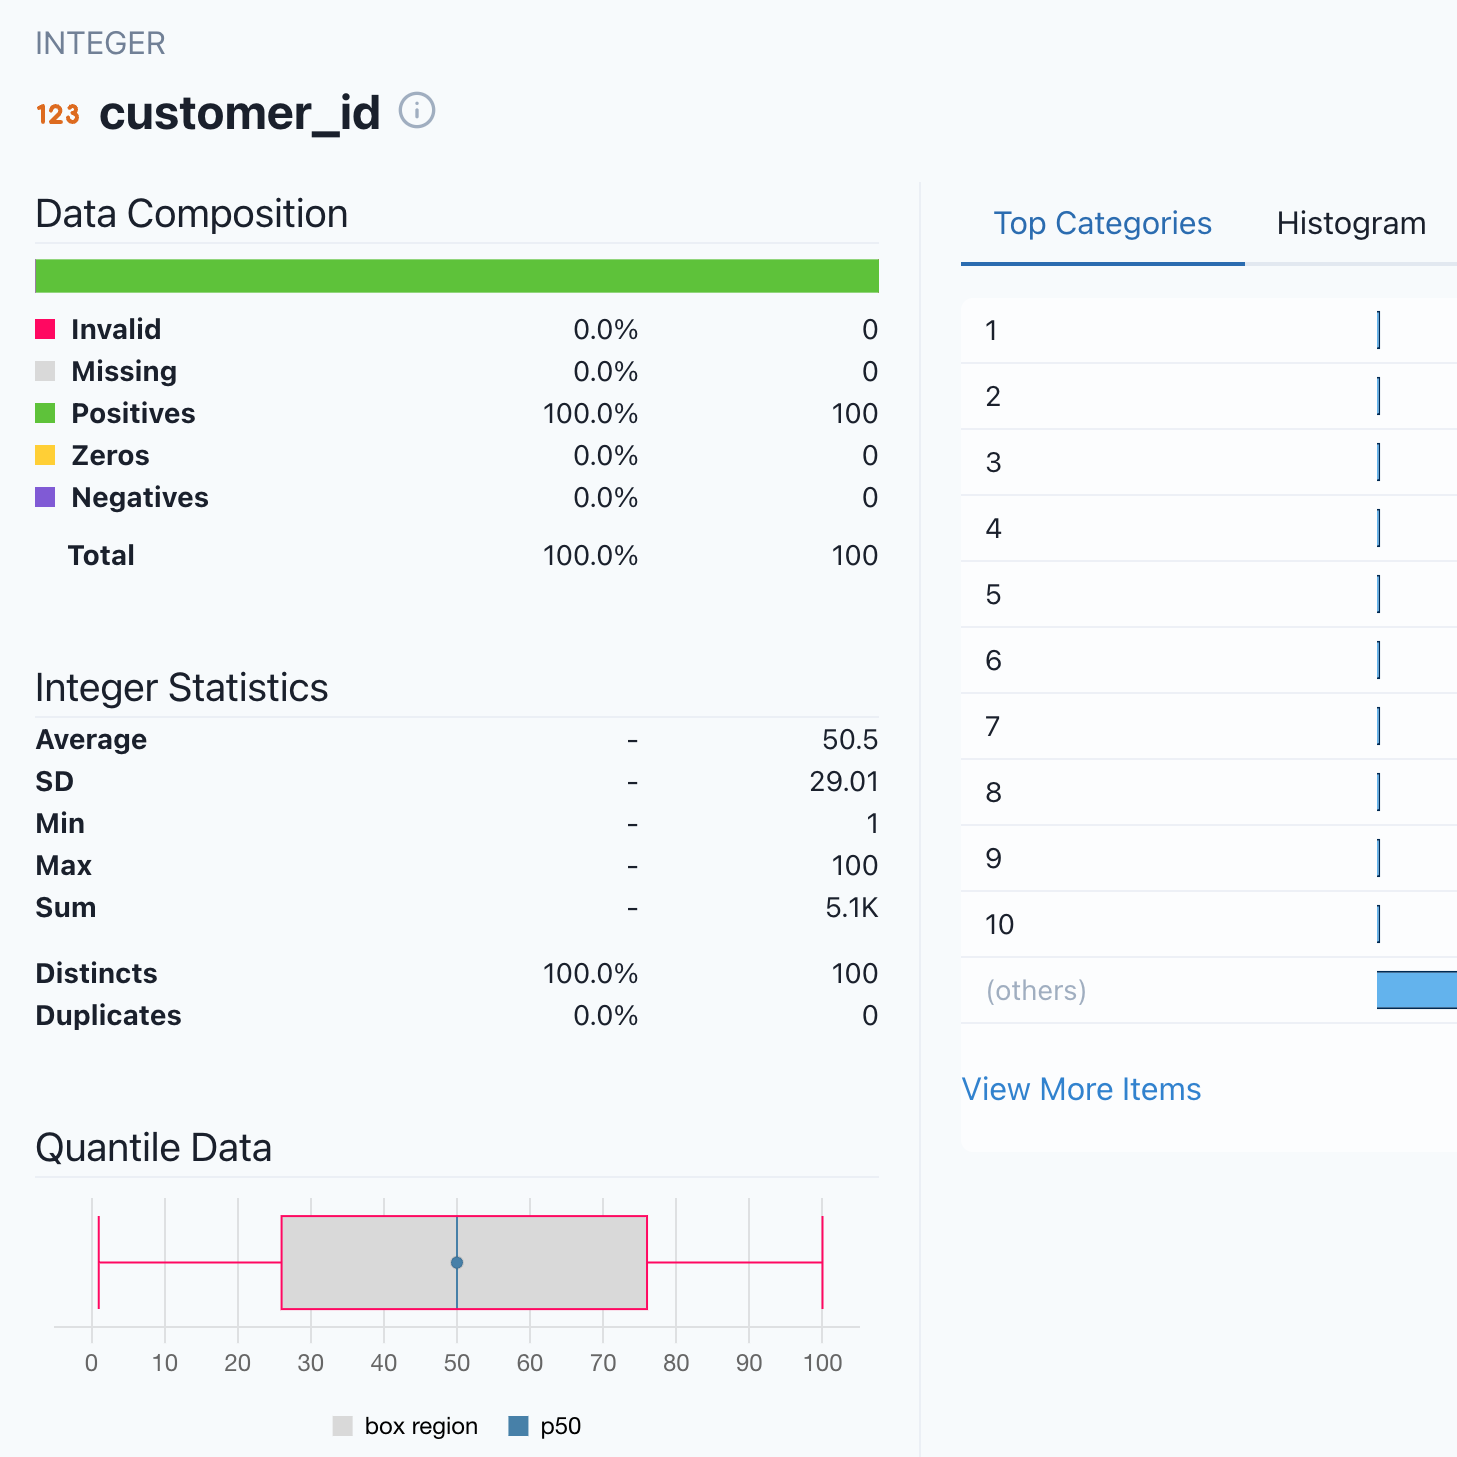 INTEGER
123 customer_id
Data Composition
Invalid 0.0% 0
Missing 0.0% 0
Positives 100.0% 100
Zeros 0.0% 0
Negatives 0.0% 0
Total 100.0% 100
Integer Statistics
Average - 50.5
SD - 29.01
Min - 1
Max - 100
Sum - 5.1K
Distincts 100.0% 100
Duplicates 0.0% 0
Quantile Data
0 10 20 30 40 50 60 70 80 90 100
box region p50
Top Categories Histogram
1
2
3
4
5
6
7
8
9
10
(others)
View More Items